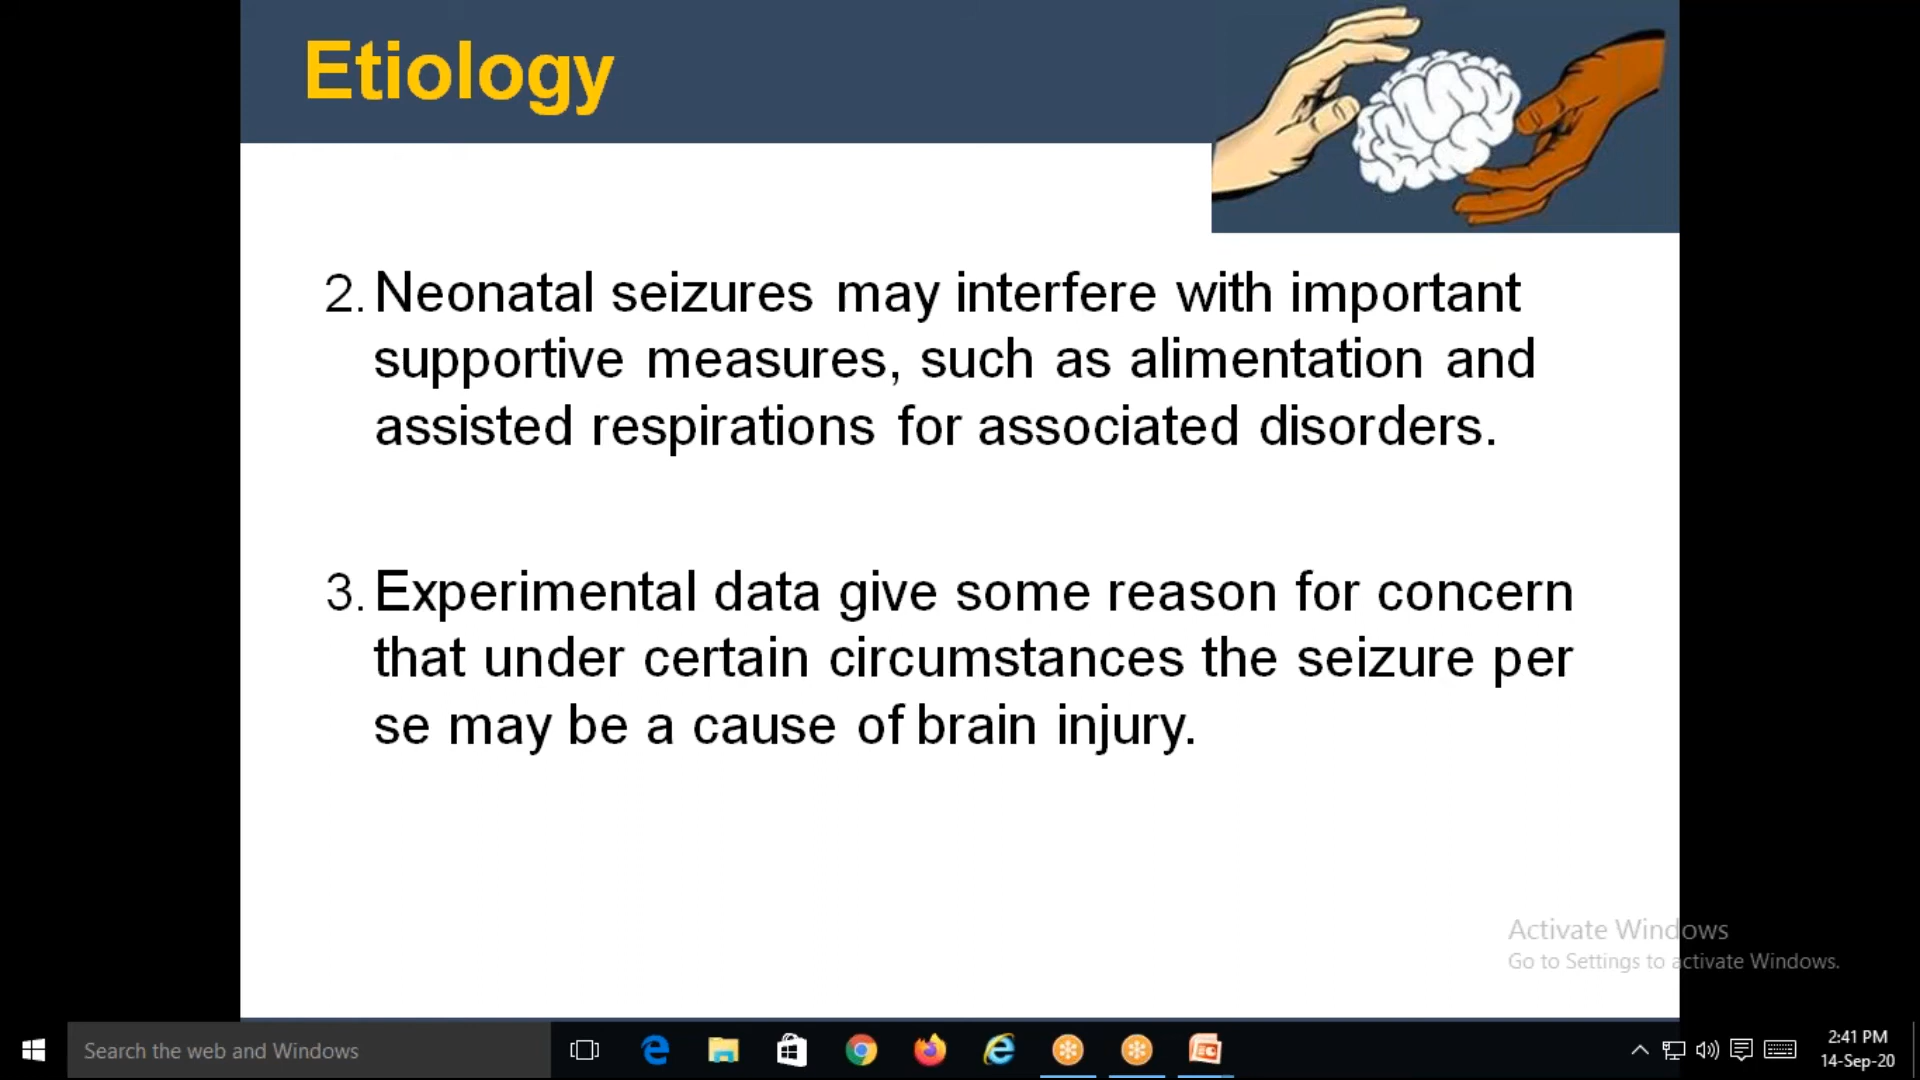 Etiology
2. Neonatal seizures may interfere with important
supportive measures, such as alimentation and
assisted respirations for associated disorders.
3. Experimental data give some reason for concern
that under certain circumstances the seizure per
se may be a cause of brain injury.
Activate Windows
Go to Settings to activate Windows.
Search the web and Windows
2:41 PM
14-Sep-20